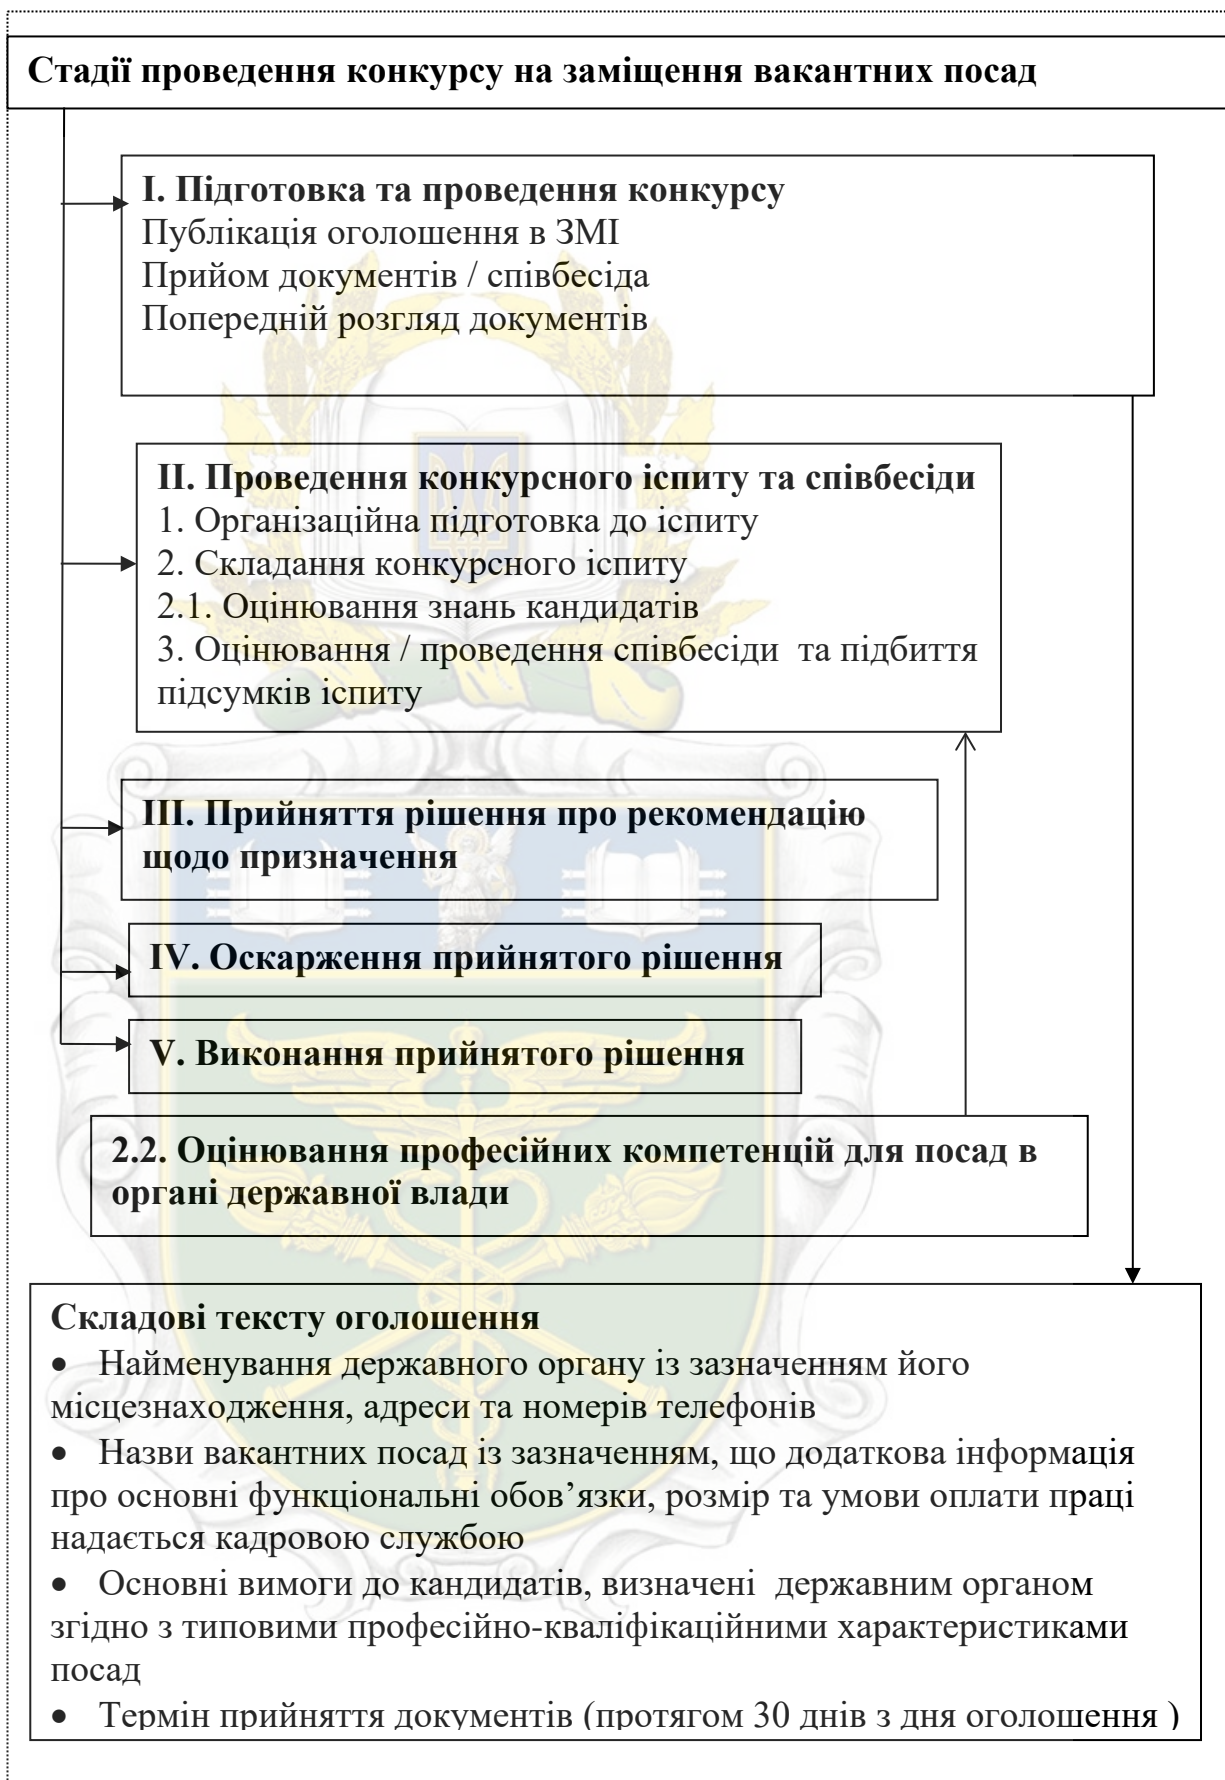 Стадії проведення конкурсу на заміщення вакантних посад
І. Підготовка та проведення конкурсу
Публікація оголошення в ЗМІ
Прийом документів / співбесіда
Попередній розгляд документів
ІІ. Проведення конкурсного іспиту та співбесіди
1. Організаційна підготовка до іспиту
2. Складання конкурсного іспиту
2.1. Оцінювання знань кандидатів
3. Оцінювання / проведення співбесіди та підбиття
підсумків іспиту
ІІІ. Прийняття рішення про рекомендацію
щодо призначення
IV. Оскарження прийнятого рішення
V. Виконання прийнятого рішення
2.2. Оцінювання професійних компетенцій для посад в
органі державної влади
Складові тексту оголошення
• Найменування державного органу із зазначенням його
місцезнаходження, адреси та номерів телефонів
• Назви вакантних посад із зазначенням, що додаткова інформація
про основні функціональні обов’язки, розмір та умови оплати праці
надається кадровою службою
• Основні вимоги до кандидатів, визначені державним органом
згідно з типовими професійно-кваліфікаційними характеристиками
посад
• Термін прийняття документів (протягом 30 днів з дня оголошення )